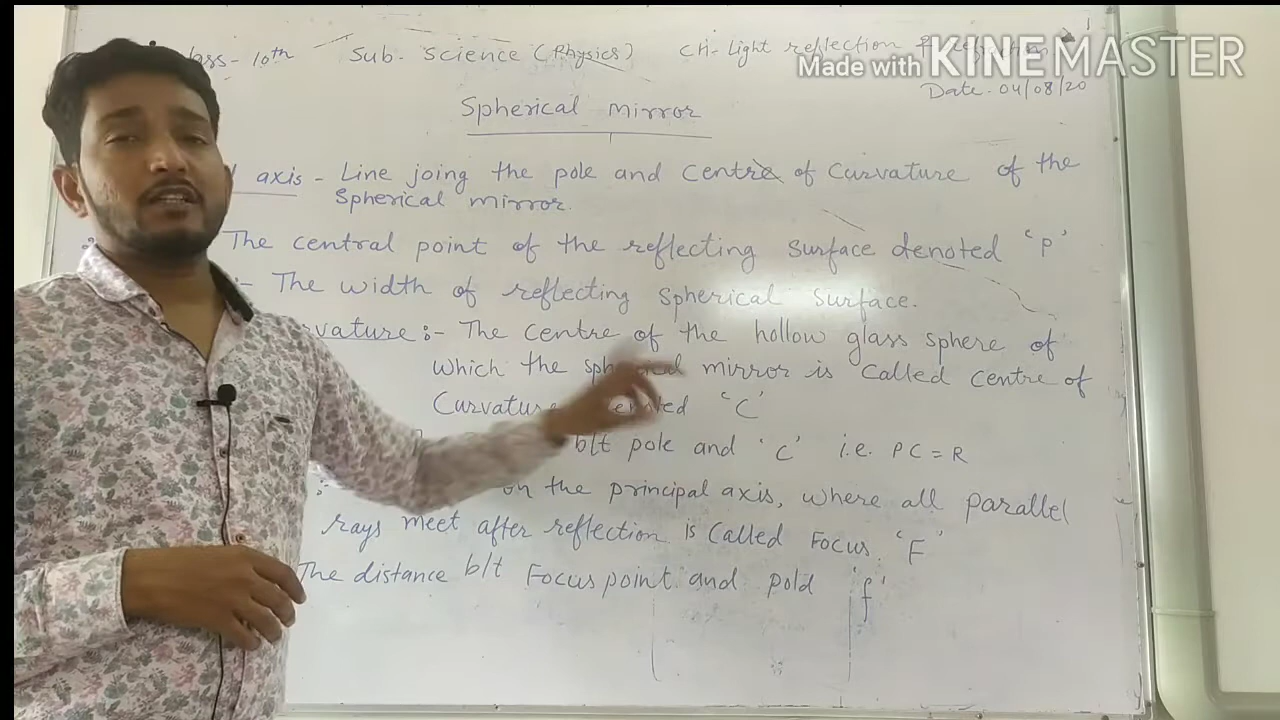 ss- 10th Sub- Science (Physics) CH- Light reflection
Made with KINEMASTER
Date- 04/08/20
Spherical Mirror
axis - Line joing the pole and centre of Curvature of the
Spherical mirror.
The central point of the reflecting surface denoted 'P'
:- The width of reflecting spherical surface.
rvature :- The centre of the hollow glass sphere of
which the mirror is called centre of
Curvature 'C'
b/t pole and 'C' i.e. PC = R
on the principal axis, where all parallel
rays meet after reflection is called Focus. 'F'
The distance b/t Focus point and pold 'f'